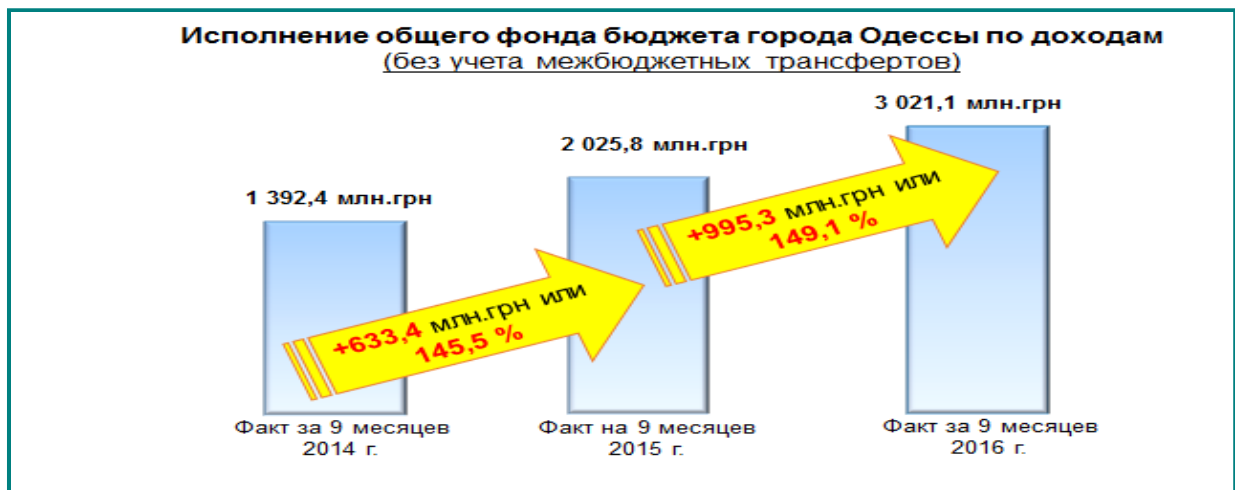 Исполнение общего фонда бюджета города Одессы по доходам
(без учета межбюджетных трансфертов)
1 392,4 млн.грн
2 025,8 млн.грн
3 021,1 млн.грн
+633,4 млн.грн или
145,5 %
+995,3 млн.грн или
149,1 %
Факт за 9 месяцев
2014 г.
Факт на 9 месяцев
2015 г.
Факт за 9 месяцев
2016 г.